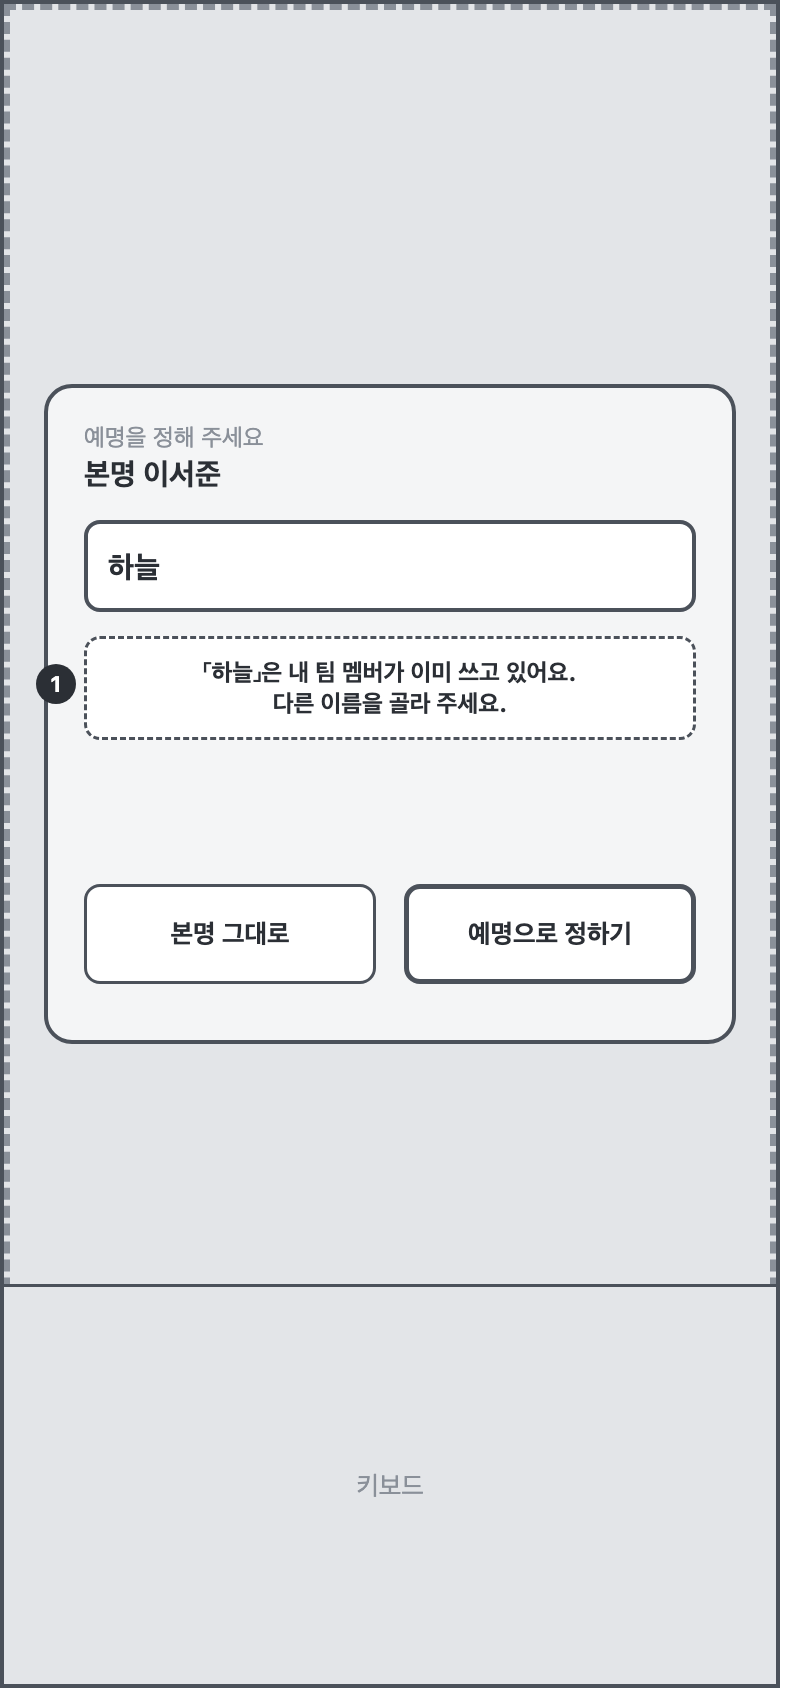 예명을 정해 주세요
본명 이서준
하늘
1
「하늘」은 내 팀 멤버가 이미 쓰고 있어요.
다른 이름을 골라 주세요.
본명 그대로
예명으로 정하기
키보드